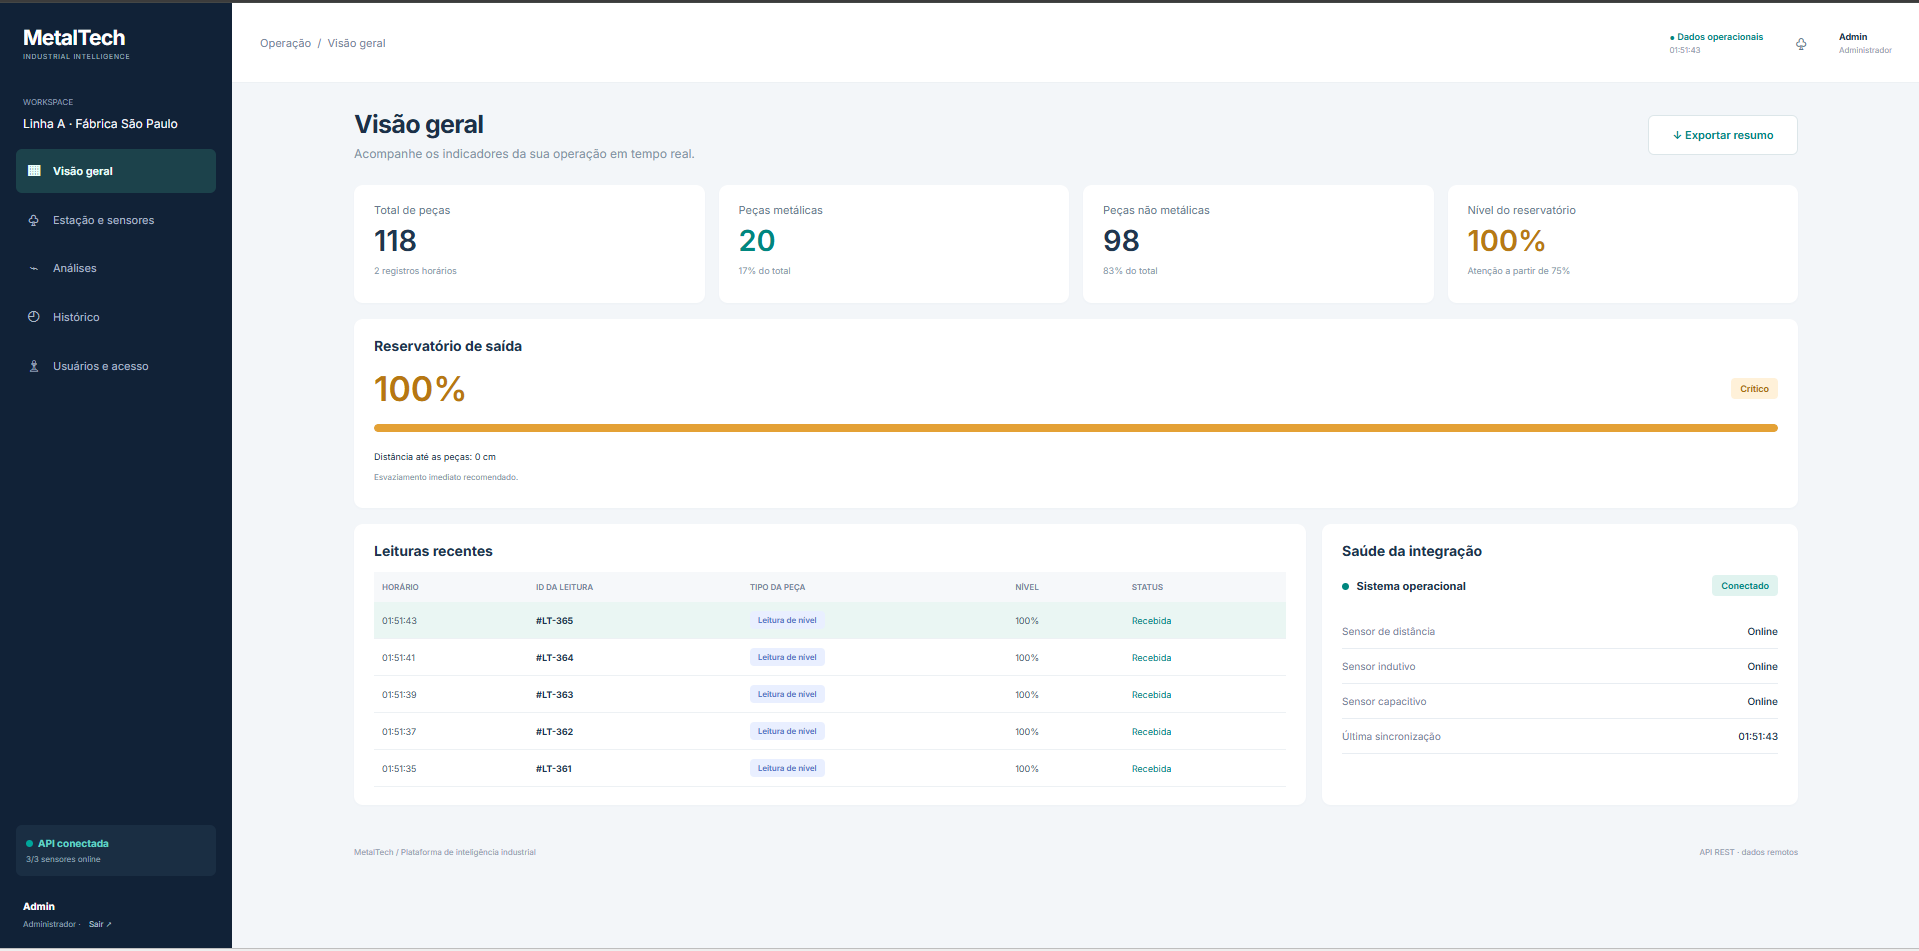 MetalTech
INDUSTRIAL INTELLIGENCE
WORKSPACE
Linha A · Fábrica São Paulo
Visão geral
Estação e sensores
Análises
Histórico
Usuários e acesso
API conectada
3/3 sensores online
Admin
Administrador · Sair ↗
Operação / Visão geral
● Dados operacionais
01:51:43
Admin
Administrador
Visão geral
Acompanhe os indicadores da sua operação em tempo real.
↓ Exportar resumo
Total de peças
118
2 registros horários
Peças metálicas
20
17% do total
Peças não metálicas
98
83% do total
Nível do reservatório
100%
Atenção a partir de 75%
Reservatório de saída
100%
Crítico
Distância até as peças: 0 cm
Esvaziamento imediato recomendado.
Leituras recentes
HORÁRIO ID DA LEITURA TIPO DA PEÇA NÍVEL STATUS
01:51:43 #LT-365 Leitura de nível 100% Recebida
01:51:41 #LT-364 Leitura de nível 100% Recebida
01:51:39 #LT-363 Leitura de nível 100% Recebida
01:51:37 #LT-362 Leitura de nível 100% Recebida
01:51:35 #LT-361 Leitura de nível 100% Recebida
Saúde da integração
Sistema operacional Conectado
Sensor de distância Online
Sensor indutivo Online
Sensor capacitivo Online
Última sincronização 01:51:43
MetalTech / Plataforma de inteligência industrial
API REST · dados remotos